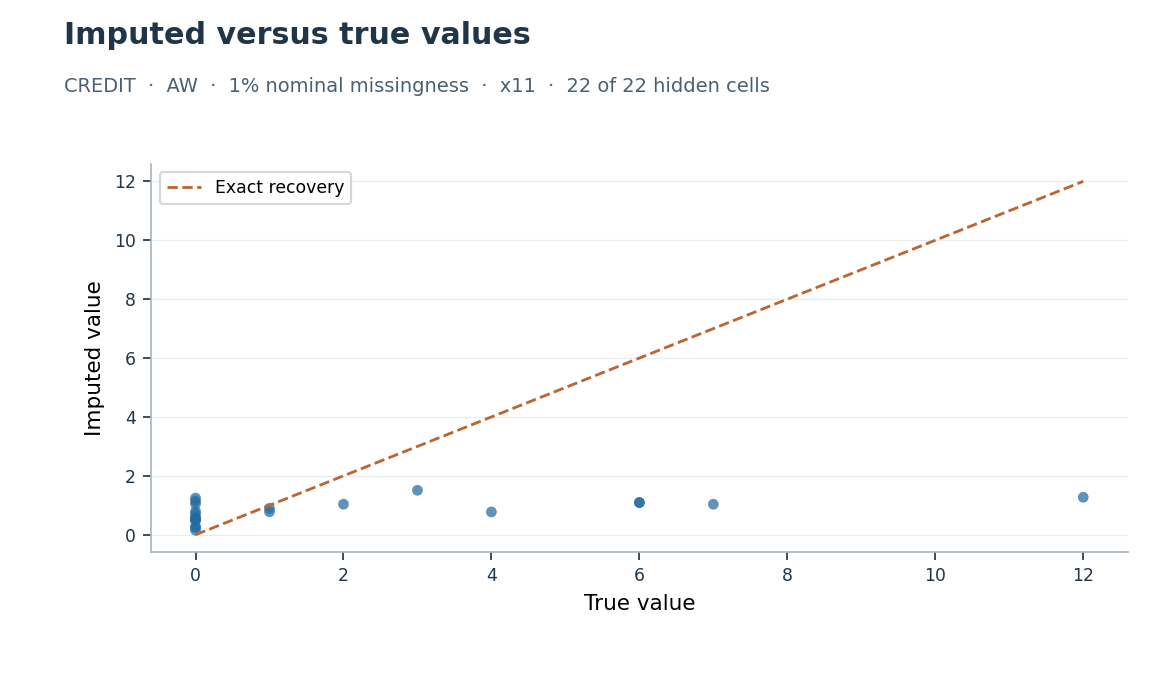 Imputed versus true values
CREDIT · AW · 1% nominal missingness · x11 · 22 of 22 hidden cells
Exact recovery
12
10
8
6
4
2
0
Imputed value
0 2 4 6 8 10 12
True value